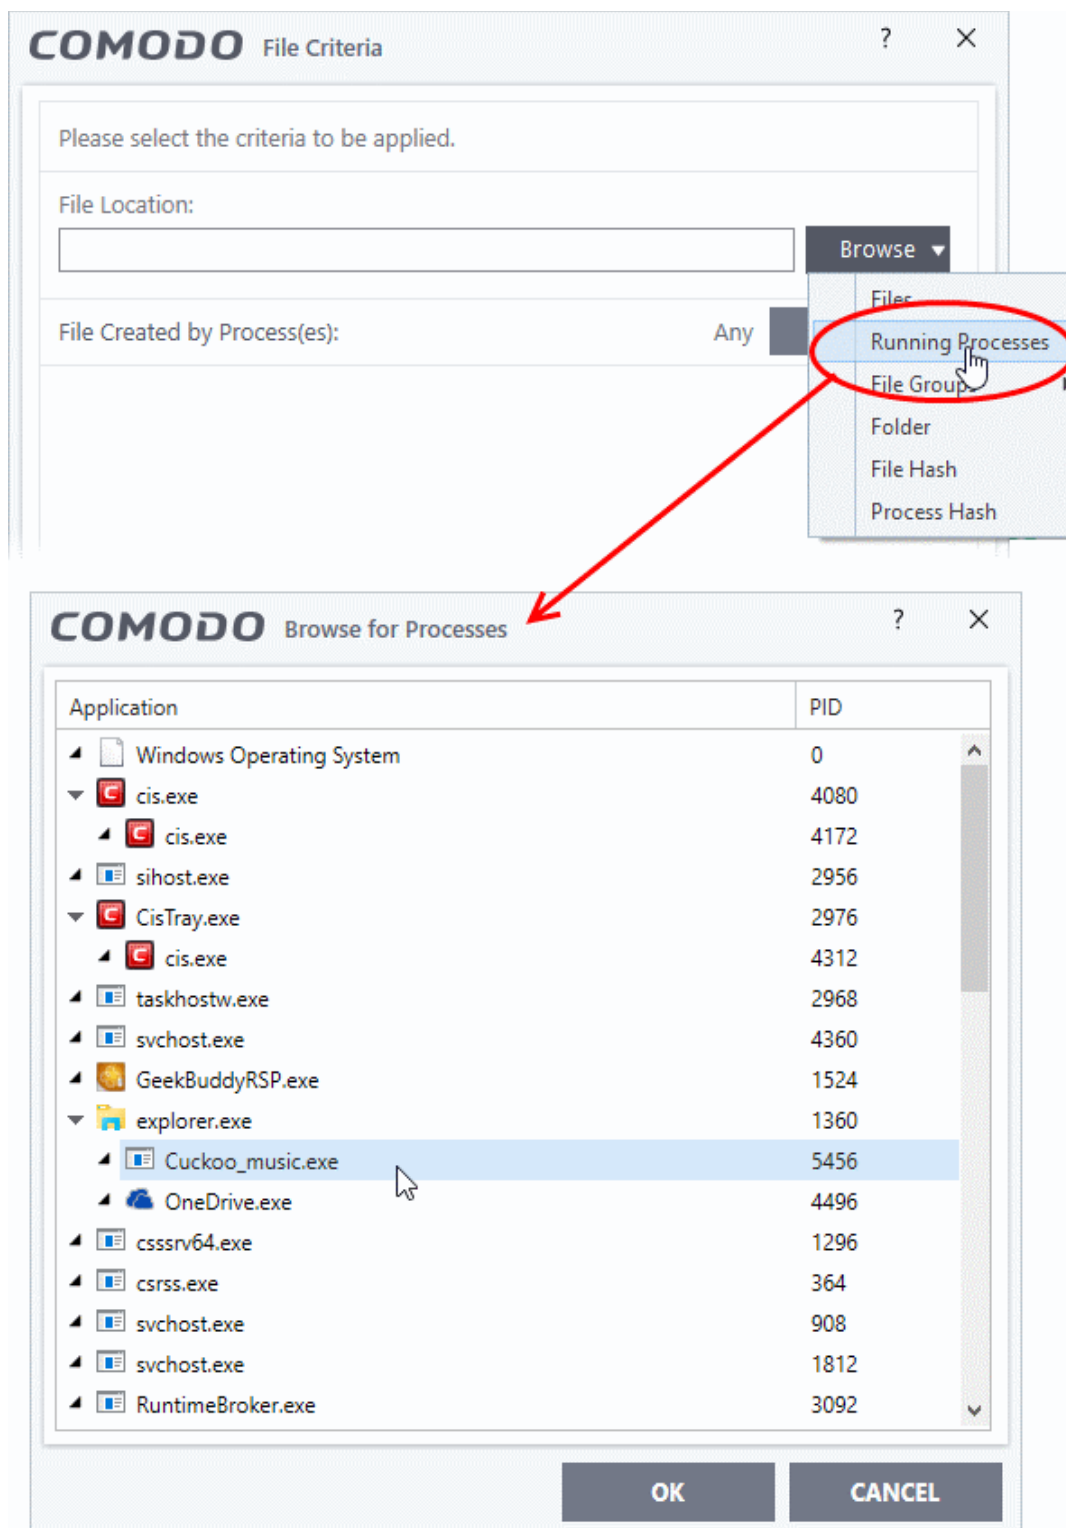 COMODO File Criteria ?
Please select the criteria to be applied.
File Location:
Browse
Files
File Created by Process(es): Any
Running Processes
File Groups
Folder
File Hash
Process Hash
COMODO Browse for Processes ?
Application PID
Windows Operating System 0
cis.exe 4080
cis.exe 4172
sihost.exe 2956
CisTray.exe 2976
cis.exe 4312
taskhostw.exe 2968
svchost.exe 4360
GeekBuddyRSP.exe 1524
explorer.exe 1360
Cuckoo_music.exe 5456
OneDrive.exe 4496
csssrv64.exe 1296
csrss.exe 364
svchost.exe 908
svchost.exe 1812
RuntimeBroker.exe 3092
OK CANCEL